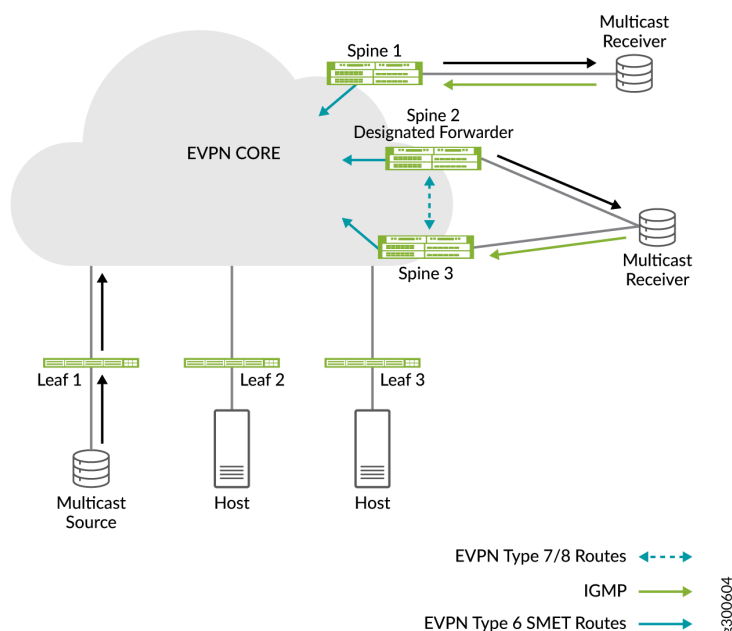 Multicast
Receiver
Spine 1
Spine 2
Designated Forwarder
EVPN CORE
Multicast
Receiver
Spine 3
Leaf 1
Leaf 2
Leaf 3
Multicast
Source
Host
Host
EVPN Type 7/8 Routes
IGMP
EVPN Type 6 SMET Routes